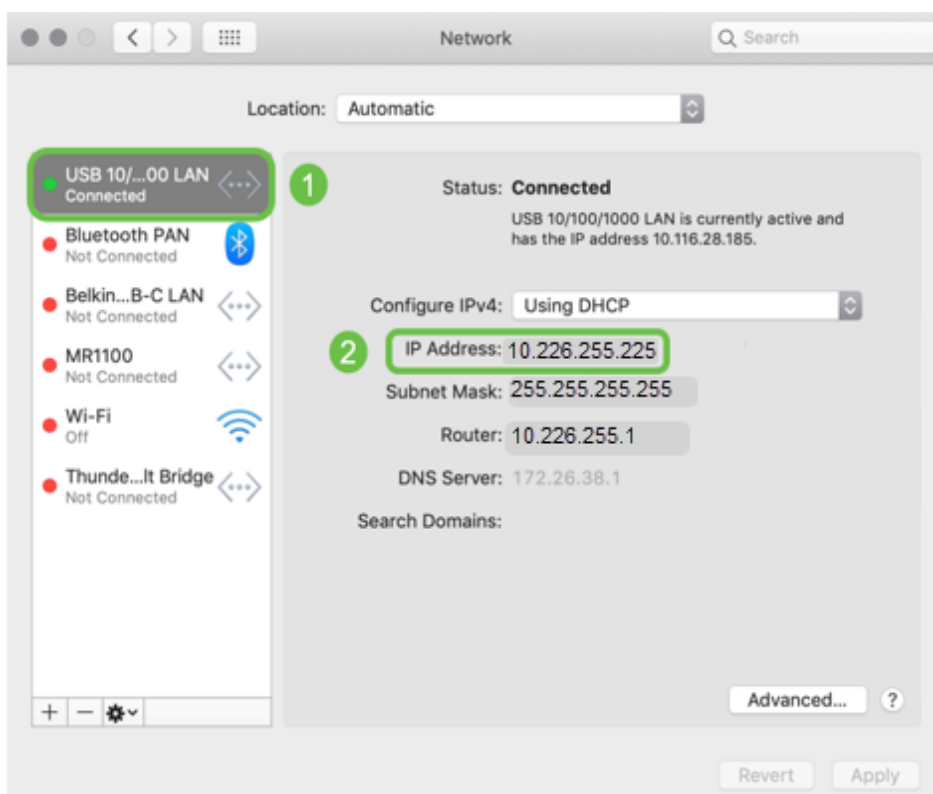 Network
Search
Location: Automatic
USB 10/...00 LAN
Connected
1
Bluetooth PAN
Not Connected
Belkin...B-C LAN
Not Connected
MR1100
Not Connected
Wi-Fi
Off
Thunde...lt Bridge
Not Connected
Status: Connected
USB 10/100/1000 LAN is currently active and
has the IP address 10.116.28.185.
Configure IPv4: Using DHCP
2
IP Address: 10.226.255.225
Subnet Mask: 255.255.255.255
Router: 10.226.255.1
DNS Server: 172.26.38.1
Search Domains:
Advanced... ?
Revert Apply